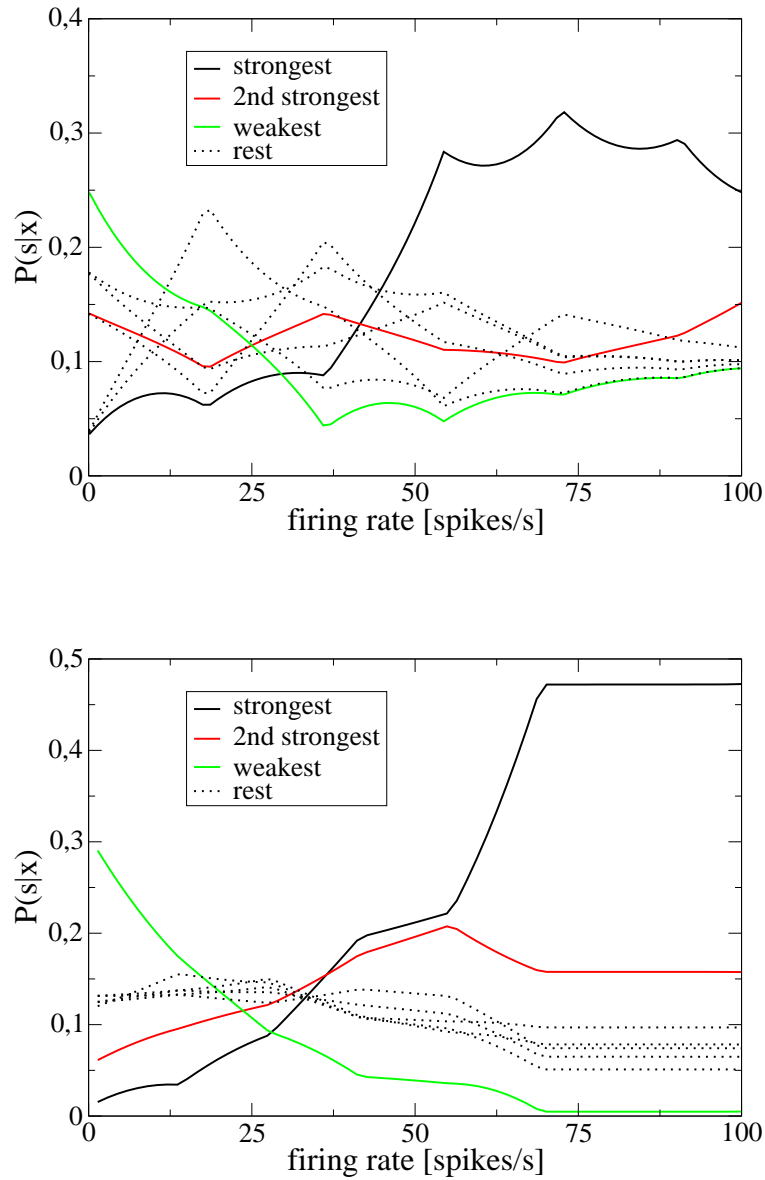 0,4
0,3
0,2
0,1
0
P(s|x)
strongest
2nd strongest
weakest
rest
0 25 50 75 100
firing rate [spikes/s]
0,5
0,4
0,3
0,2
0,1
0
P(s|x)
strongest
2nd strongest
weakest
rest
0 25 50 75 100
firing rate [spikes/s]